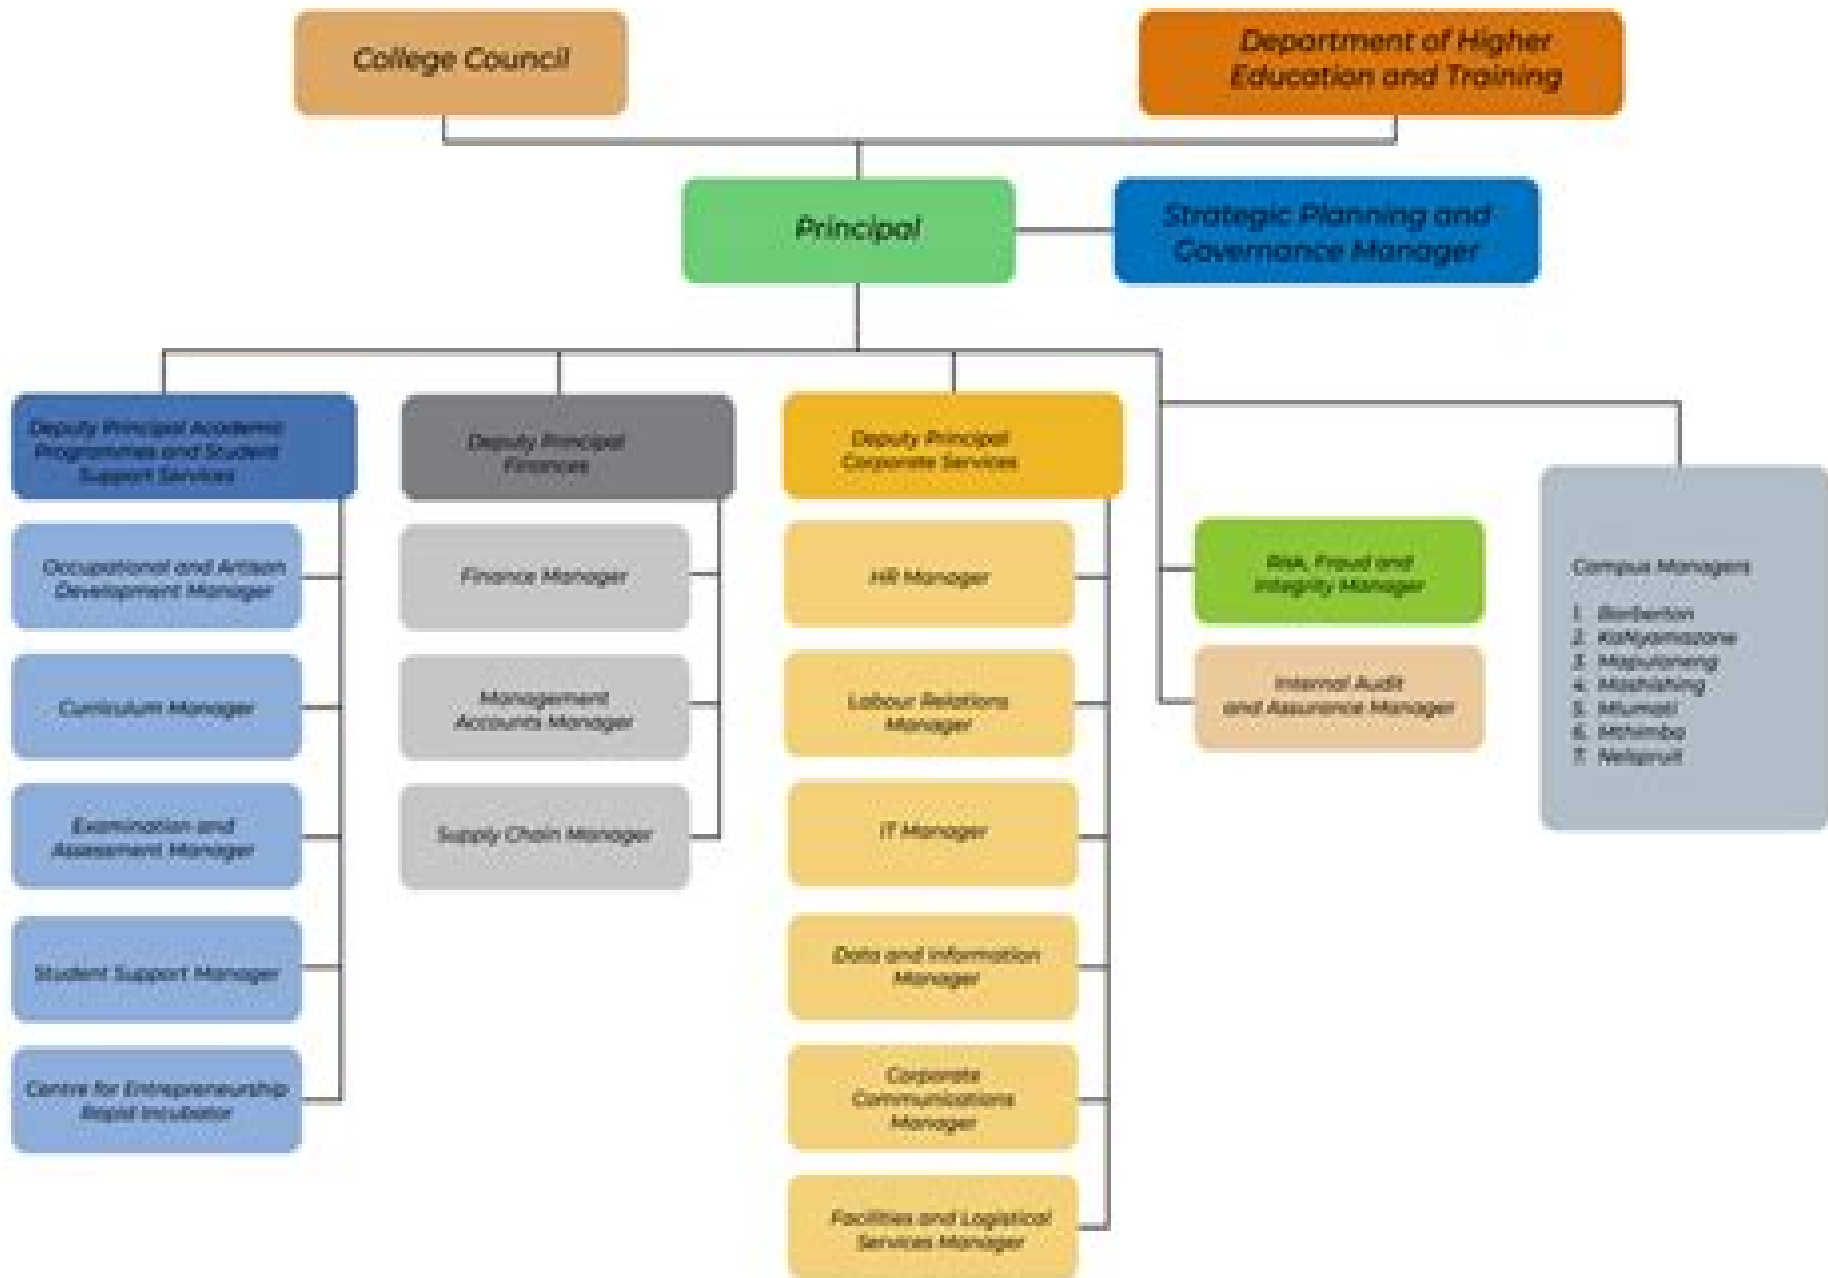 College Council
Department of Higher
Education and Training
Principal
Strategic Planning and
Governance Manager
Deputy Principal Academic
Programmes and Student
Support Services
Deputy Principal
Finances
Deputy Principal
Corporate Services
Occupational and Artisan
Development Manager
Curriculum Manager
Examination and
Assessment Manager
Student Support Manager
Centre for Entrepreneurship
Rapid Incubator
Finance Manager
Management
Accounts Manager
Supply Chain Manager
HR Manager
Labour Relations
Manager
IT Manager
Data and Information
Manager
Corporate
Communications
Manager
Facilities and Logistical
Services Manager
Risk, Fraud and
Integrity Manager
Internal Audit
and Assurance Manager
Campus Managers
1. Barberton
2. KaNyamazane
3. Mapulaneng
4. Mashishing
5. Mlumati
6. Mthimba
7. Nelspruit